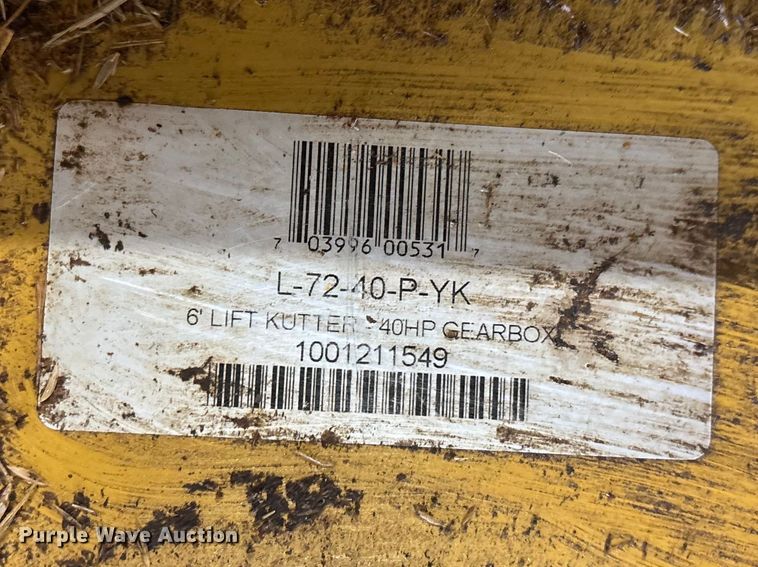 7 03996 00531 7
L-72-40-P-YK
6' LIFT KUTTER - 40HP GEARBOX
1001211549
Purple Wave Auction